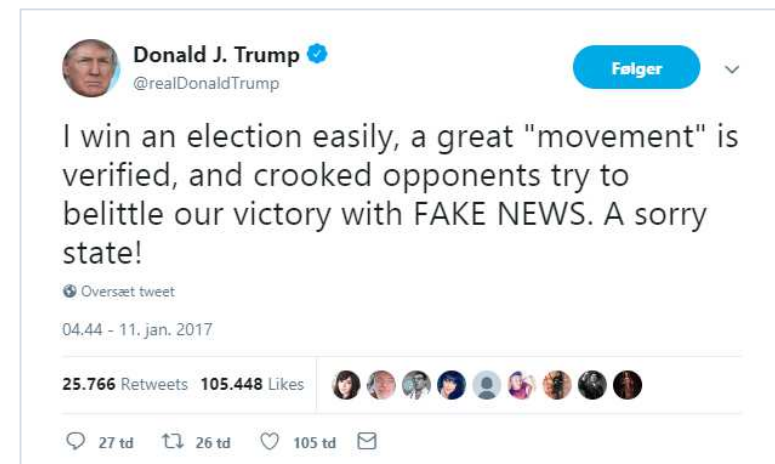 Donald J. Trump
@realDonaldTrump
Følger
I win an election easily, a great "movement" is
verified, and crooked opponents try to
belittle our victory with FAKE NEWS. A sorry
state!
Oversæt tweet
04.44 - 11. jan. 2017
25.766 Retweets 105.448 Likes
27 td 26 td 105 td